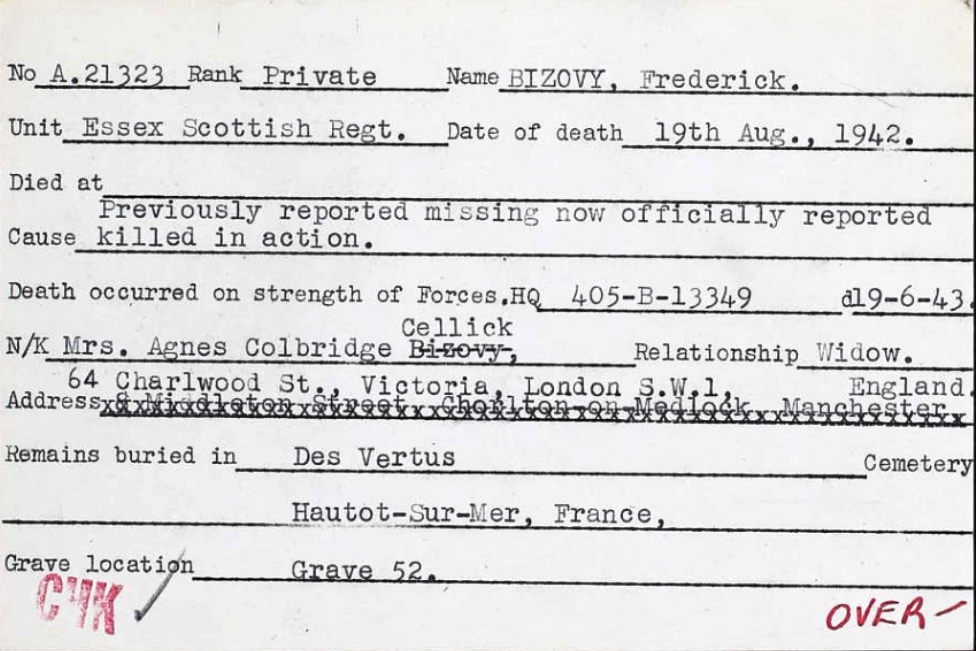 No A.21323 Rank Private Name BIZOVY, Frederick.
Unit Essex Scottish Regt. Date of death 19th Aug., 1942.
Died at
Previously reported missing now officially reported
Cause killed in action.
Death occurred on strength of Forces.HQ 405-B-13349 d19-6-43.
Cellick
N/K Mrs. Agnes Colbridge Bizovy, Relationship Widow.
64 Charlwood St., Victoria, London S.W.1, England.
Address Middleton Street, Chorlton-on-Medlock, Manchester
Remains buried in Des Vertus Cemetery
Hautot-Sur-Mer, France,
Grave location Grave 52.
OVER-